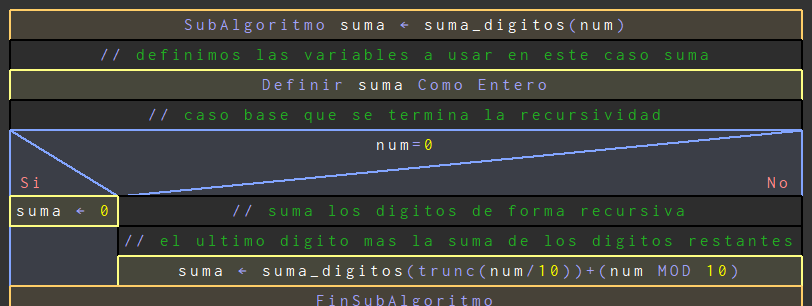 SubAlgoritmo suma ← suma_digitos(num)
// definimos las variables a usar en este caso suma
Definir suma Como Entero
// caso base que se termina la recursividad
num=0
Si
No
suma ← 0
// suma los digitos de forma recursiva
// el ultimo digito mas la suma de los digitos restantes
suma ← suma_digitos(trunc(num/10))+(num MOD 10)
FinSubAlgoritmo